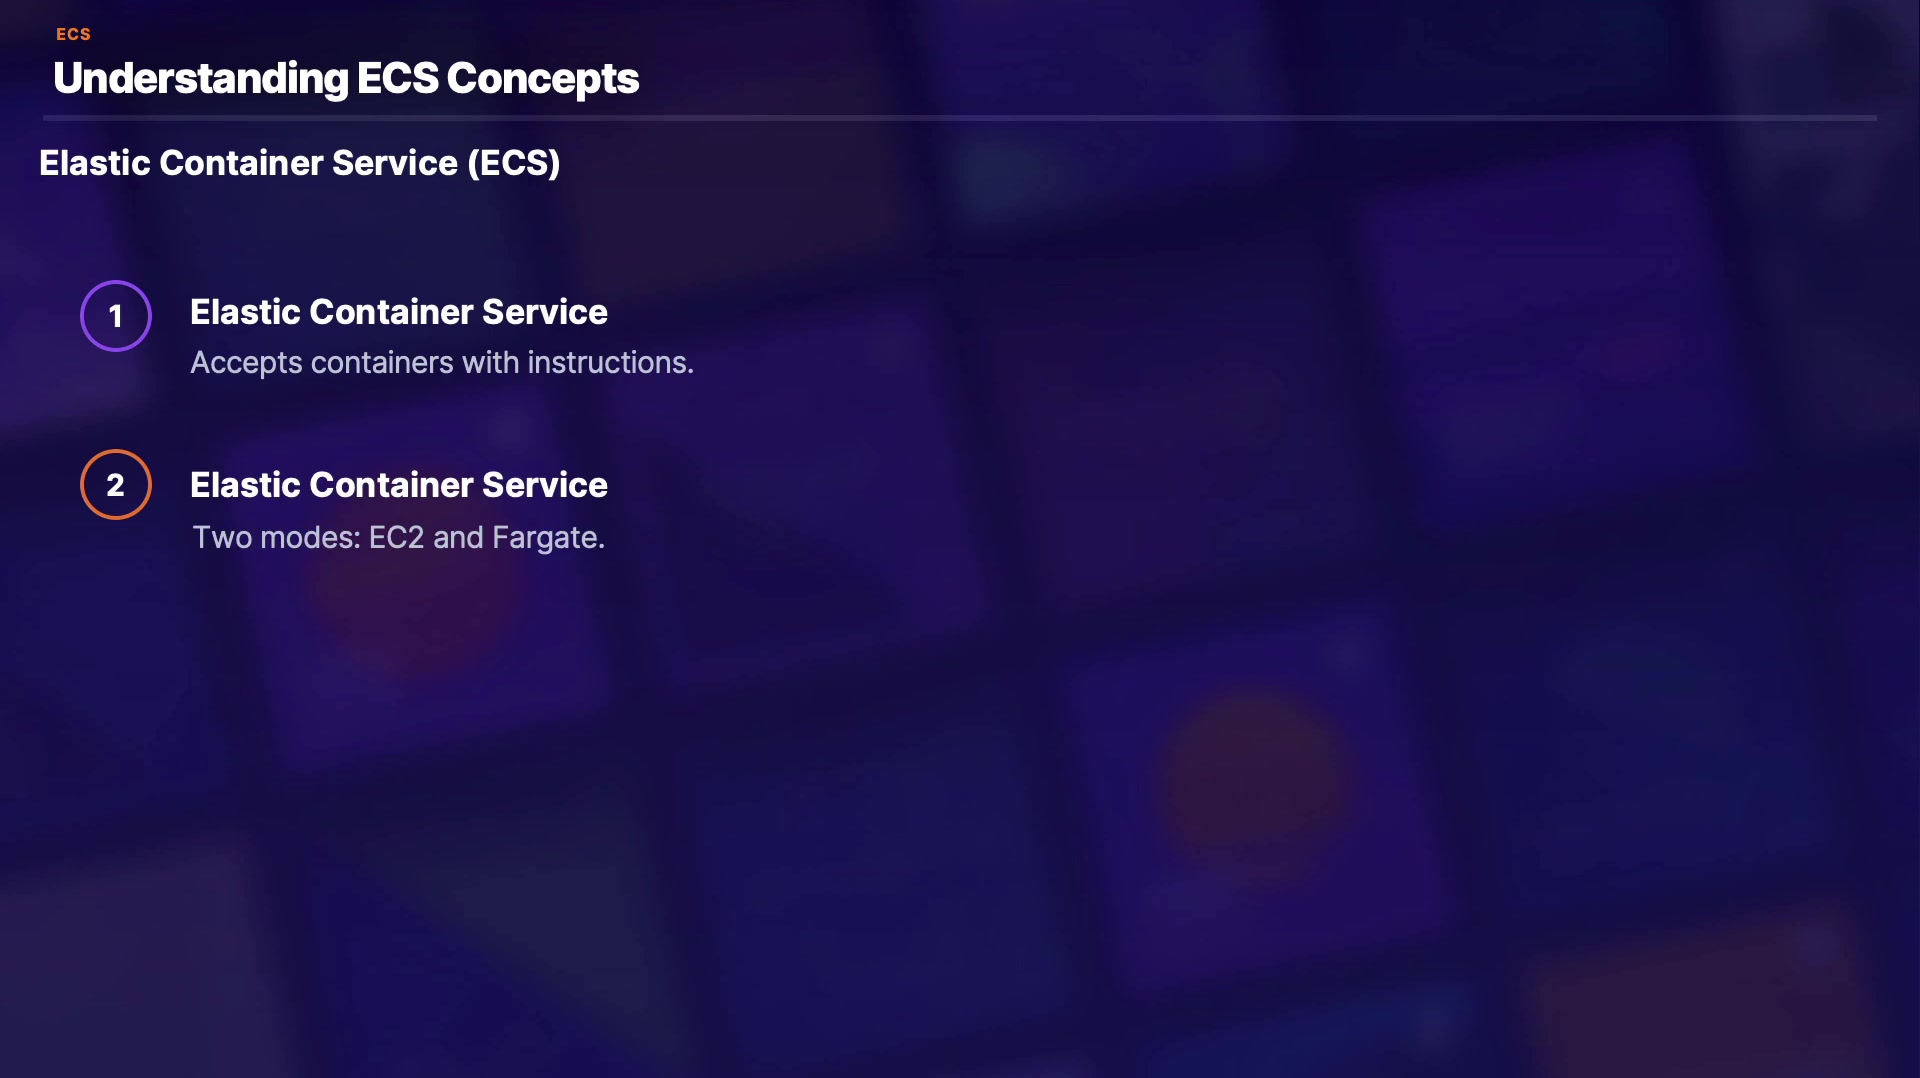 ECS
Understanding ECS Concepts
Elastic Container Service (ECS)
1
Elastic Container Service
Accepts containers with instructions.
2
Elastic Container Service
Two modes: EC2 and Fargate.